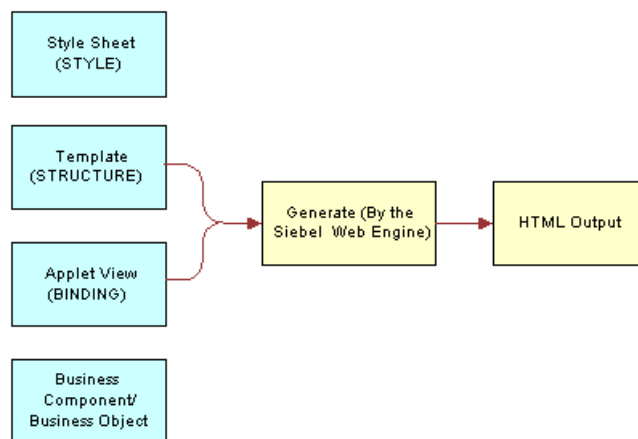 Style Sheet
(STYLE)
Template
(STRUCTURE)
Generate (By the
Siebel Web Engine)
HTML Output
Applet View
(BINDING)
Business
Component/
Business Object